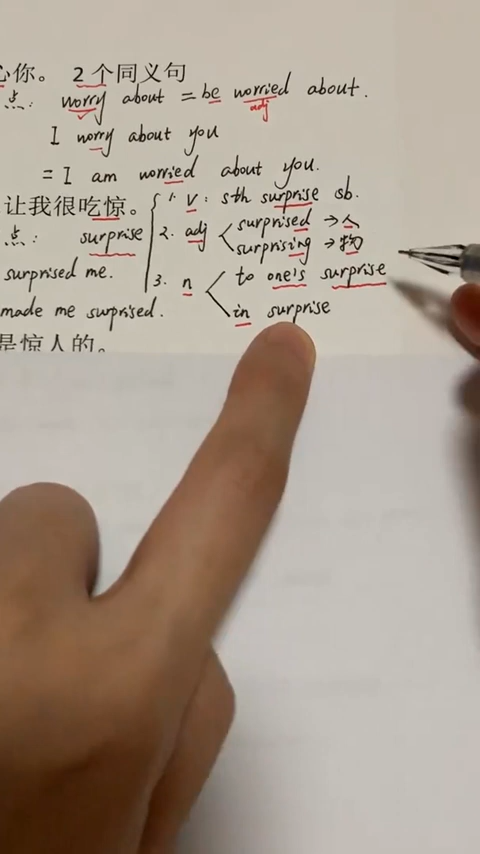 心你。 2个同义句
点: worry about = be worried about.
adj
I worry about you
= I am worried about you.
让我很吃惊。
1. v: sth surprise sb.
点: surprise
2. adj
surprised → 人
surprising → 物
surprised me.
3. n
to one's surprise
made me surprised.
in surprise
是惊人的。